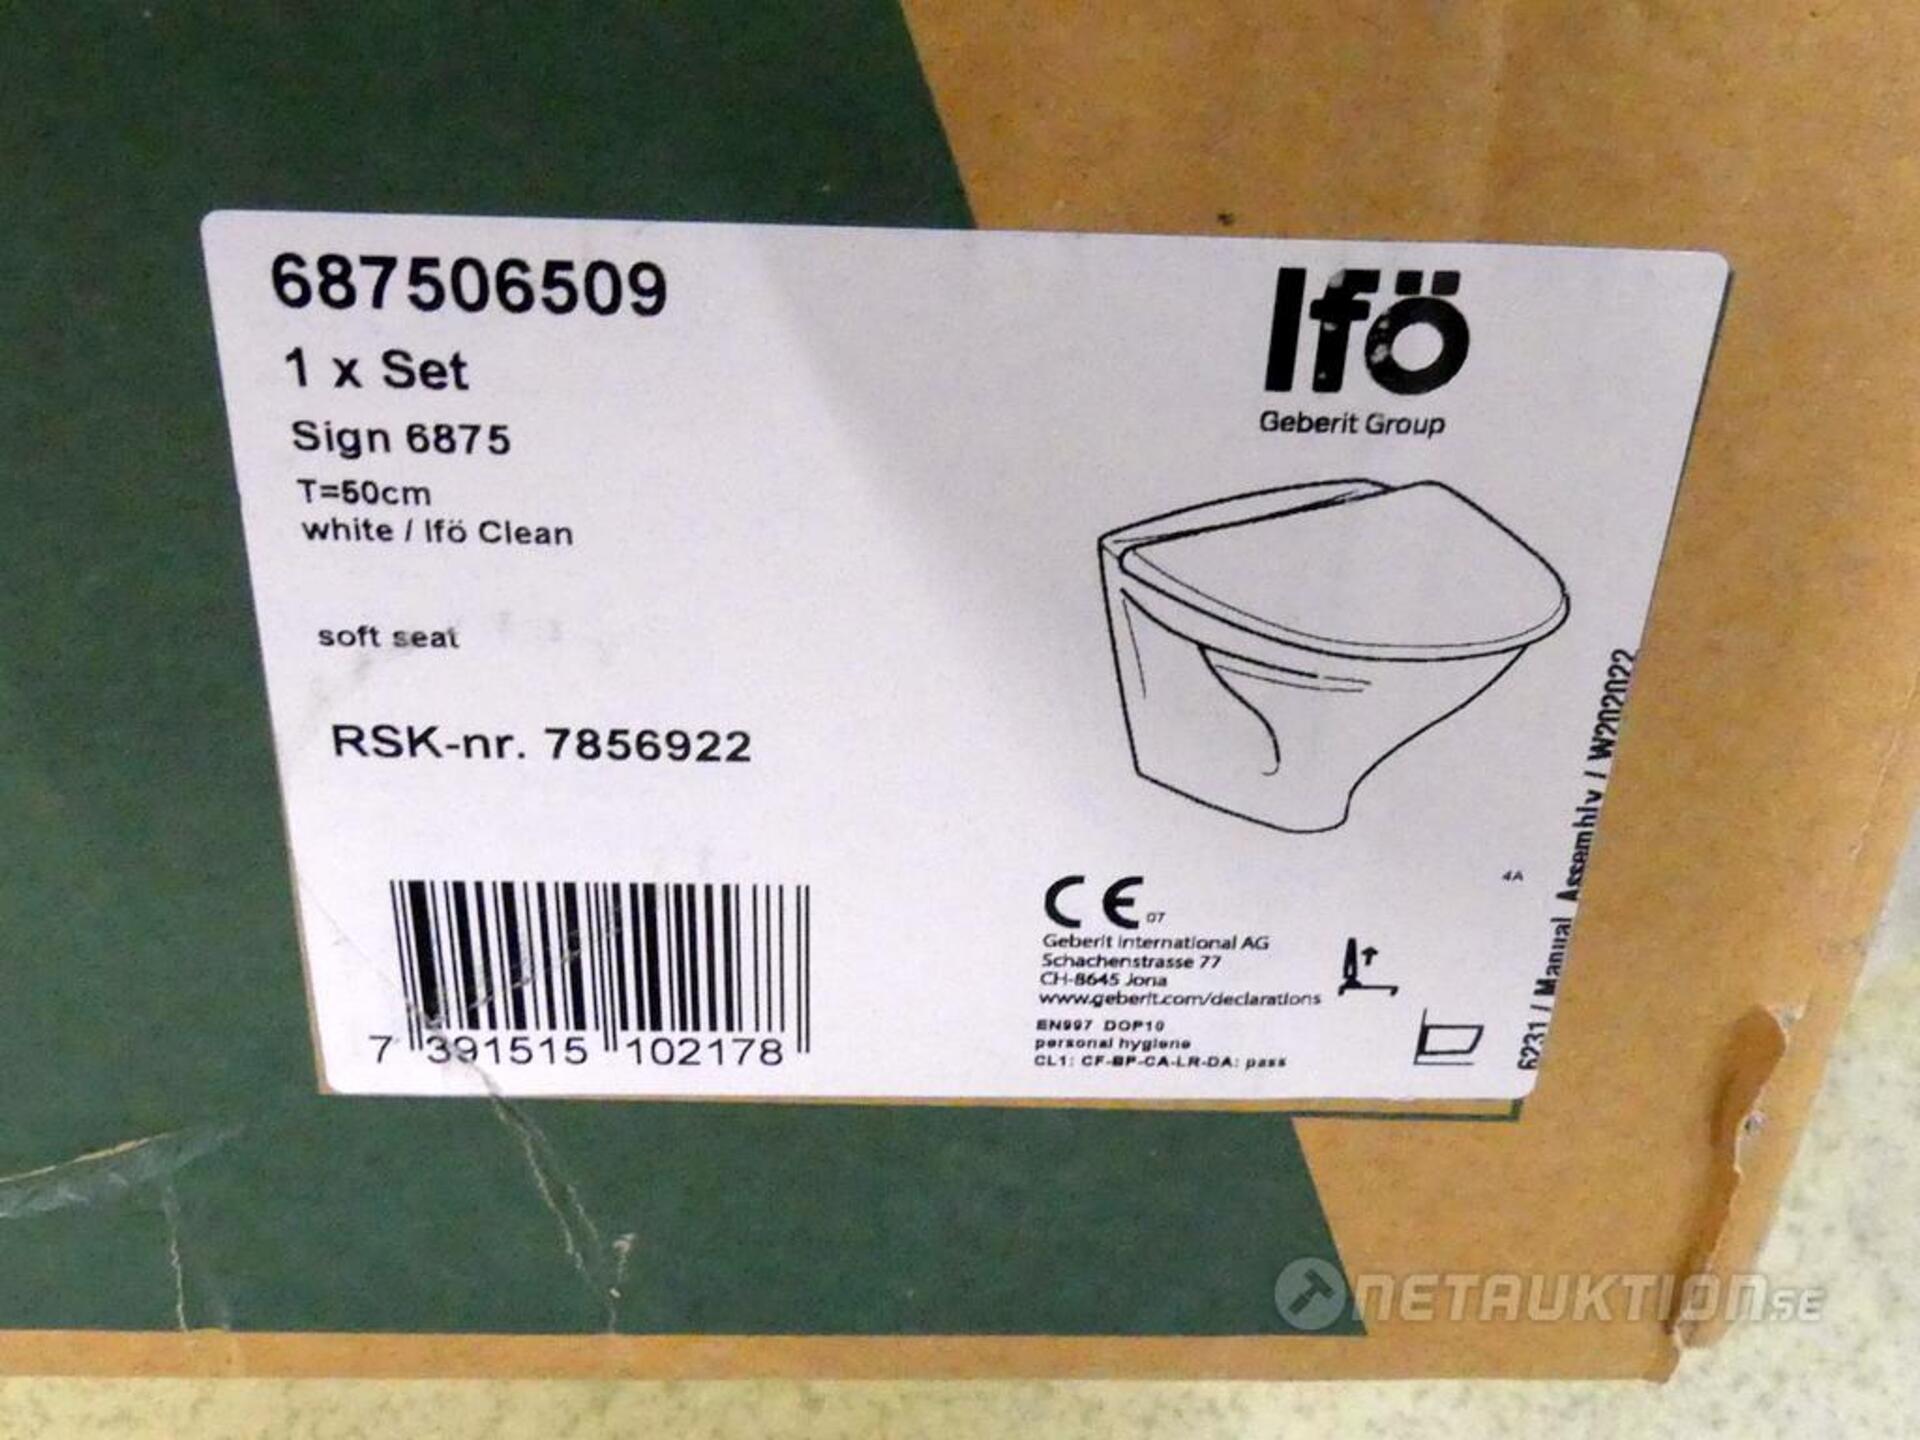 687506509
1 x Set
Sign 6875
T=50cm
white / Ifö Clean
soft seat
RSK-nr. 7856922
7 391515 102178
Ifö
Geberit Group
4A
CE 07
Geberit International AG
Schachenstrasse 77
CH-8645 Jona
www.geberit.com/declarations
EN997 DOP10
personal hygiene
CL1: CF-BP-CA-LR-DA: pass
6231 / Manual Assembly / W202022
NETAUKTION.SE